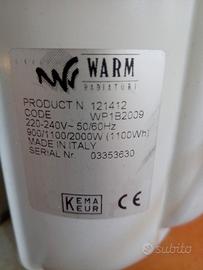 WARM
RADIATORI
PRODUCT N. 121412
CODE WP1B2009
220-240V~ 50/60Hz
900/1100/2000W (1100Wh)
MADE IN ITALY
SERIAL Nr. 03353630
KEMA
KEUR
CE
subito